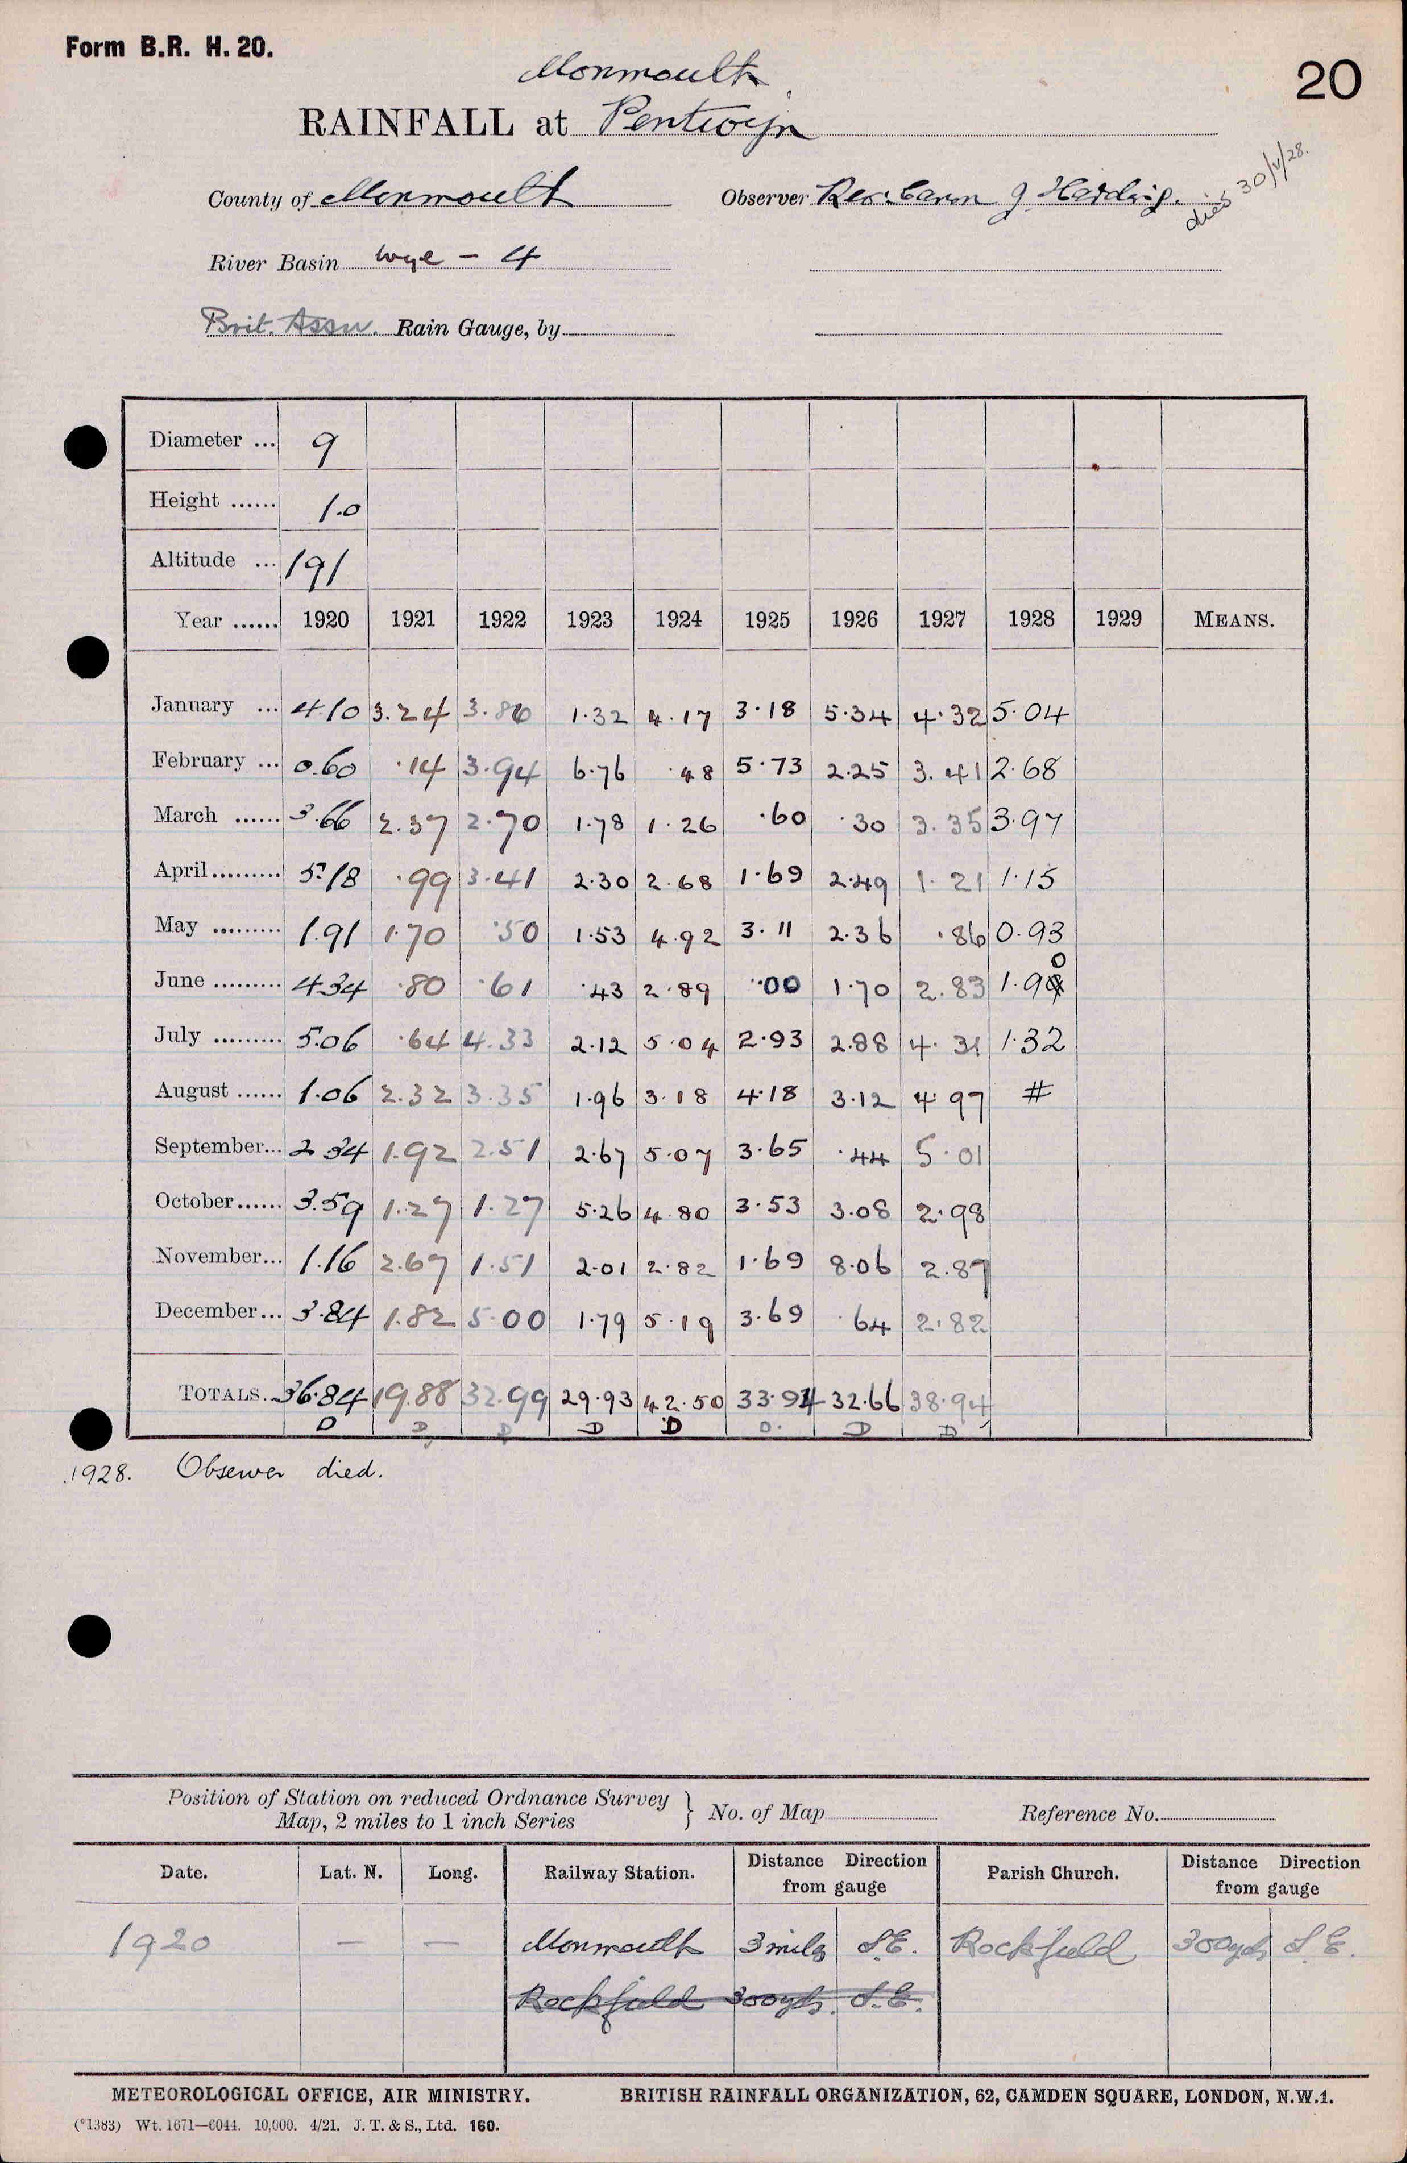 Form B.R. H. 20.
20
Monmouth
RAINFALL at Pentwyn
County of Monmouth Observer Rev. Canon J Harding. died 30/V/28.
River Basin Wye - 4
Brit. Assn. Rain Gauge, by
Diameter ... 9
Height ...... 1.0
Altitude ... 191
Year ...... 1920 1921 1922 1923 1924 1925 1926 1927 1928 1929 MEANS.
January ... 4.10 3.24 3.86 1.32 4.17 3.18 5.34 4.32 5.04
February ... 0.60 .14 3.94 6.76 .48 5.73 2.25 3.41 2.68
March ...... 3.66 2.37 2.70 1.78 1.26 .60 .30 3.35 3.97
April ......... 5.18 .99 3.41 2.30 2.68 1.69 2.49 1.21 1.15
May ......... 1.91 1.70 .50 1.53 4.92 3.11 2.36 .86 0.93
June ......... 4.34 .80 .61 .43 2.89 .00 1.70 2.83 1.90
July ......... 5.06 .64 4.33 2.12 5.04 2.93 2.88 4.31 1.32
August ...... 1.06 2.32 3.35 1.96 3.18 4.18 3.12 4.97 #
September... 2.34 1.92 2.51 2.67 5.07 3.65 .44 5.01
October...... 3.59 1.27 1.27 5.26 4.80 3.53 3.08 2.98
November... 1.16 2.67 1.51 2.01 2.82 1.69 8.06 2.87
December... 3.84 1.82 5.00 1.79 5.19 3.69 .64 2.82
TOTALS... 36.84 19.88 32.99 29.93 42.50 33.94 32.66 38.94
D D D D D D. D D
1928. Observer died.
Position of Station on reduced Ordnance Survey
Map, 2 miles to 1 inch Series } No. of Map Reference No.
Date. Lat. N. Long. Railway Station. Distance Direction from gauge Parish Church. Distance Direction from gauge
1920 — — Monmouth 3 miles S.E. Rockfield 300yds S.E.
Rockfield 300yds. S.E.
METEOROLOGICAL OFFICE, AIR MINISTRY. BRITISH RAINFALL ORGANIZATION, 62, CAMDEN SQUARE, LONDON, N.W.1.
(*1383) Wt. 1671—6044. 10,000. 4/21. J. T. & S., Ltd. 160.